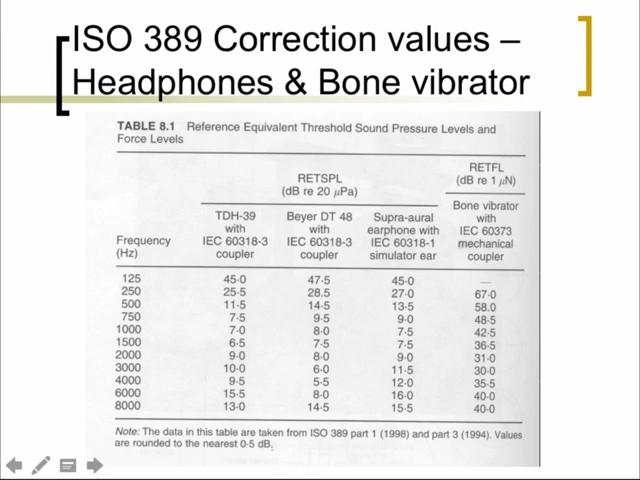 ISO 389 Correction values –
Headphones & Bone vibrator
TABLE 8.1 Reference Equivalent Threshold Sound Pressure Levels and
Force Levels
RETSPL
(dB re 20 µPa)
RETFL
(dB re 1 µN)
Frequency
(Hz)
TDH-39
with
IEC 60318-3
coupler
Beyer DT 48
with
IEC 60318-3
coupler
Supra-aural
earphone with
IEC 60318-1
simulator ear
Bone vibrator
with
IEC 60373
mechanical
coupler
125 45·0 47·5 45·0 —
250 25·5 28.5 27·0 67·0
500 11·5 14·5 13·5 58.0
750 7·5 9·5 9·0 48·5
1000 7·0 8·0 7·5 42·5
1500 6·5 7·5 7·5 36·5
2000 9·0 8·0 9·0 31·0
3000 10·0 6·0 11·5 30·0
4000 9·5 5·5 12·0 35·5
6000 15·5 8·0 16·0 40·0
8000 13·0 14·5 15·5 40·0
Note: The data in this table are taken from ISO 389 part 1 (1998) and part 3 (1994). Values
are rounded to the nearest 0·5 dB.